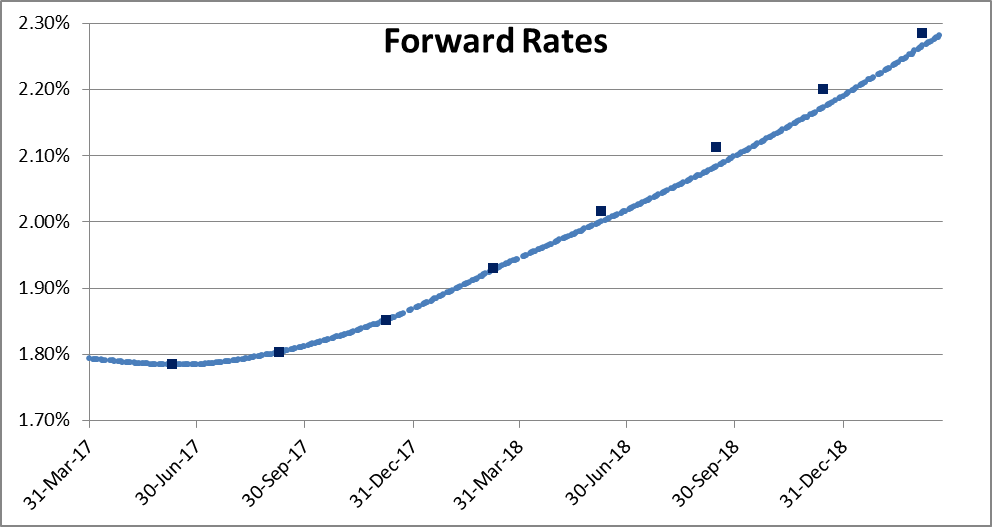 Forward Rates
2.30%
2.20%
2.10%
2.00%
1.90%
1.80%
1.70%
31-Mar-17
30-Jun-17
30-Sep-17
31-Dec-17
31-Mar-18
30-Jun-18
30-Sep-18
31-Dec-18